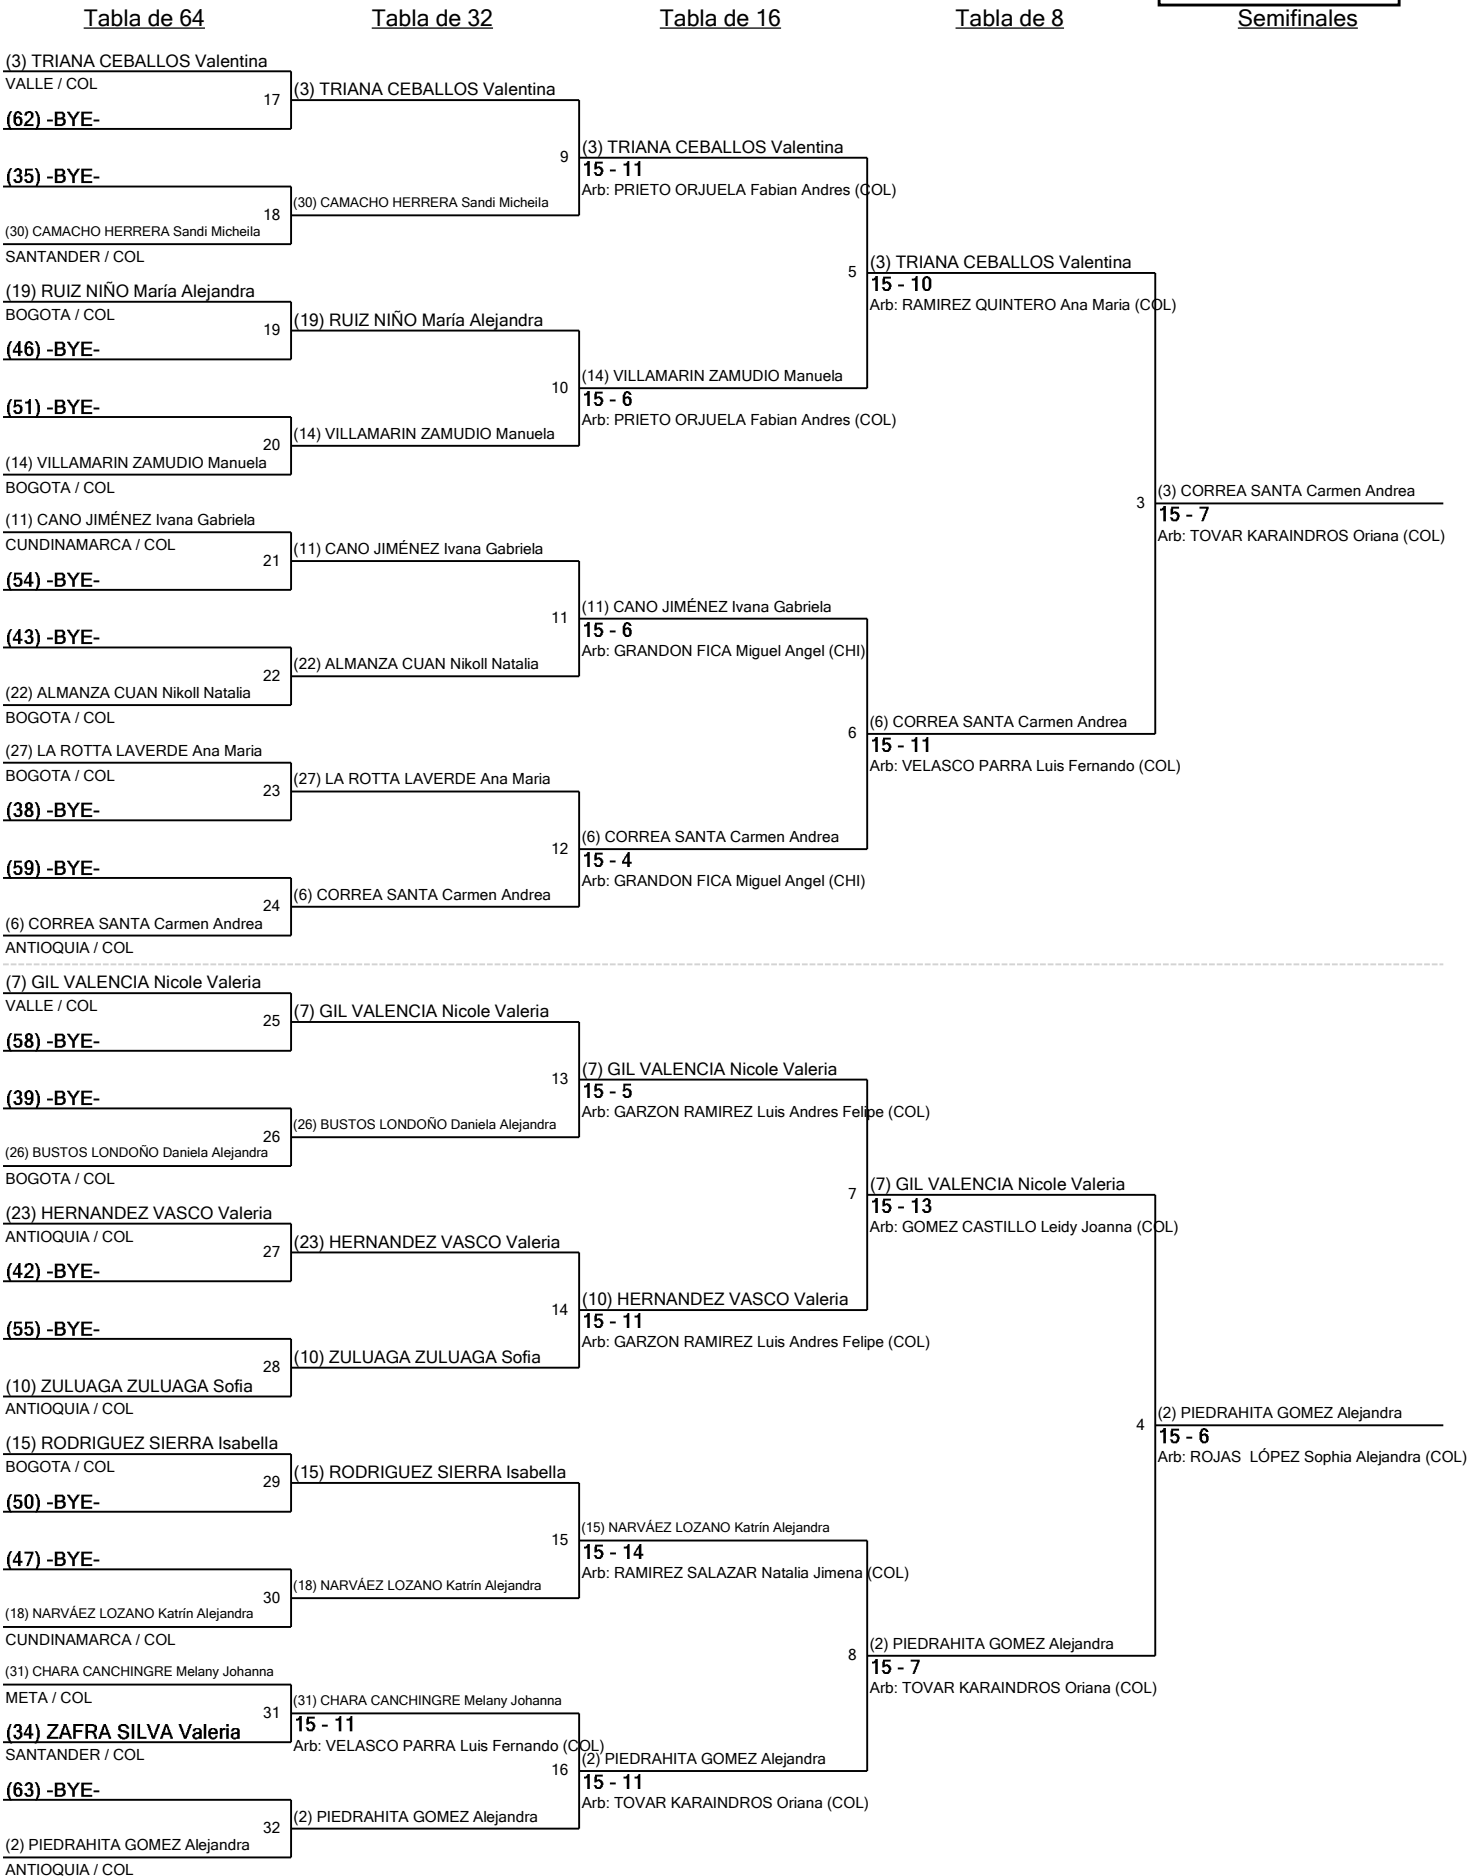 Tabla de 64
Tabla de 32
Tabla de 16
Tabla de 8
Semifinales
(3) TRIANA CEBALLOS Valentina
VALLE / COL
17
(62) -BYE-
(35) -BYE-
18
(30) CAMACHO HERRERA Sandi Micheila
SANTANDER / COL
(19) RUIZ NIÑO María Alejandra
BOGOTA / COL
19
(46) -BYE-
(51) -BYE-
20
(14) VILLAMARIN ZAMUDIO Manuela
BOGOTA / COL
(11) CANO JIMÉNEZ Ivana Gabriela
CUNDINAMARCA / COL
21
(54) -BYE-
(43) -BYE-
22
(22) ALMANZA CUAN Nikoll Natalia
BOGOTA / COL
(27) LA ROTTA LAVERDE Ana Maria
BOGOTA / COL
23
(38) -BYE-
(59) -BYE-
24
(6) CORREA SANTA Carmen Andrea
ANTIOQUIA / COL
(7) GIL VALENCIA Nicole Valeria
VALLE / COL
25
(58) -BYE-
(39) -BYE-
26
(26) BUSTOS LONDOÑO Daniela Alejandra
BOGOTA / COL
(23) HERNANDEZ VASCO Valeria
ANTIOQUIA / COL
27
(42) -BYE-
(55) -BYE-
28
(10) ZULUAGA ZULUAGA Sofia
ANTIOQUIA / COL
(15) RODRIGUEZ SIERRA Isabella
BOGOTA / COL
29
(50) -BYE-
(47) -BYE-
30
(18) NARVÁEZ LOZANO Katrín Alejandra
CUNDINAMARCA / COL
(31) CHARA CANCHINGRE Melany Johanna
META / COL
31
(34) ZAFRA SILVA Valeria
SANTANDER / COL
(63) -BYE-
32
(2) PIEDRAHITA GOMEZ Alejandra
ANTIOQUIA / COL
(3) TRIANA CEBALLOS Valentina
9
(30) CAMACHO HERRERA Sandi Micheila
(19) RUIZ NIÑO María Alejandra
10
(14) VILLAMARIN ZAMUDIO Manuela
(11) CANO JIMÉNEZ Ivana Gabriela
11
(22) ALMANZA CUAN Nikoll Natalia
(27) LA ROTTA LAVERDE Ana Maria
12
(6) CORREA SANTA Carmen Andrea
(7) GIL VALENCIA Nicole Valeria
13
(26) BUSTOS LONDOÑO Daniela Alejandra
(23) HERNANDEZ VASCO Valeria
14
(10) ZULUAGA ZULUAGA Sofia
(15) RODRIGUEZ SIERRA Isabella
15
(18) NARVÁEZ LOZANO Katrín Alejandra
(31) CHARA CANCHINGRE Melany Johanna
15 - 11
Arb: VELASCO PARRA Luis Fernando (COL)
16
(2) PIEDRAHITA GOMEZ Alejandra
(3) TRIANA CEBALLOS Valentina
15 - 11
Arb: PRIETO ORJUELA Fabian Andres (COL)
5
(14) VILLAMARIN ZAMUDIO Manuela
15 - 6
Arb: PRIETO ORJUELA Fabian Andres (COL)
(11) CANO JIMÉNEZ Ivana Gabriela
15 - 6
Arb: GRANDON FICA Miguel Angel (CHI)
6
(6) CORREA SANTA Carmen Andrea
15 - 4
Arb: GRANDON FICA Miguel Angel (CHI)
(7) GIL VALENCIA Nicole Valeria
15 - 5
Arb: GARZON RAMIREZ Luis Andres Felipe (COL)
7
(10) HERNANDEZ VASCO Valeria
15 - 11
Arb: GARZON RAMIREZ Luis Andres Felipe (COL)
(15) NARVÁEZ LOZANO Katrín Alejandra
15 - 14
Arb: RAMIREZ SALAZAR Natalia Jimena (COL)
8
(2) PIEDRAHITA GOMEZ Alejandra
15 - 11
Arb: TOVAR KARAINDROS Oriana (COL)
(3) TRIANA CEBALLOS Valentina
15 - 10
Arb: RAMIREZ QUINTERO Ana Maria (COL)
3
(6) CORREA SANTA Carmen Andrea
15 - 11
Arb: VELASCO PARRA Luis Fernando (COL)
(7) GIL VALENCIA Nicole Valeria
15 - 13
Arb: GOMEZ CASTILLO Leidy Joanna (COL)
4
(2) PIEDRAHITA GOMEZ Alejandra
15 - 7
Arb: TOVAR KARAINDROS Oriana (COL)
(3) CORREA SANTA Carmen Andrea
15 - 7
Arb: TOVAR KARAINDROS Oriana (COL)
(2) PIEDRAHITA GOMEZ Alejandra
15 - 6
Arb: ROJAS  LÓPEZ Sophia Alejandra (COL)